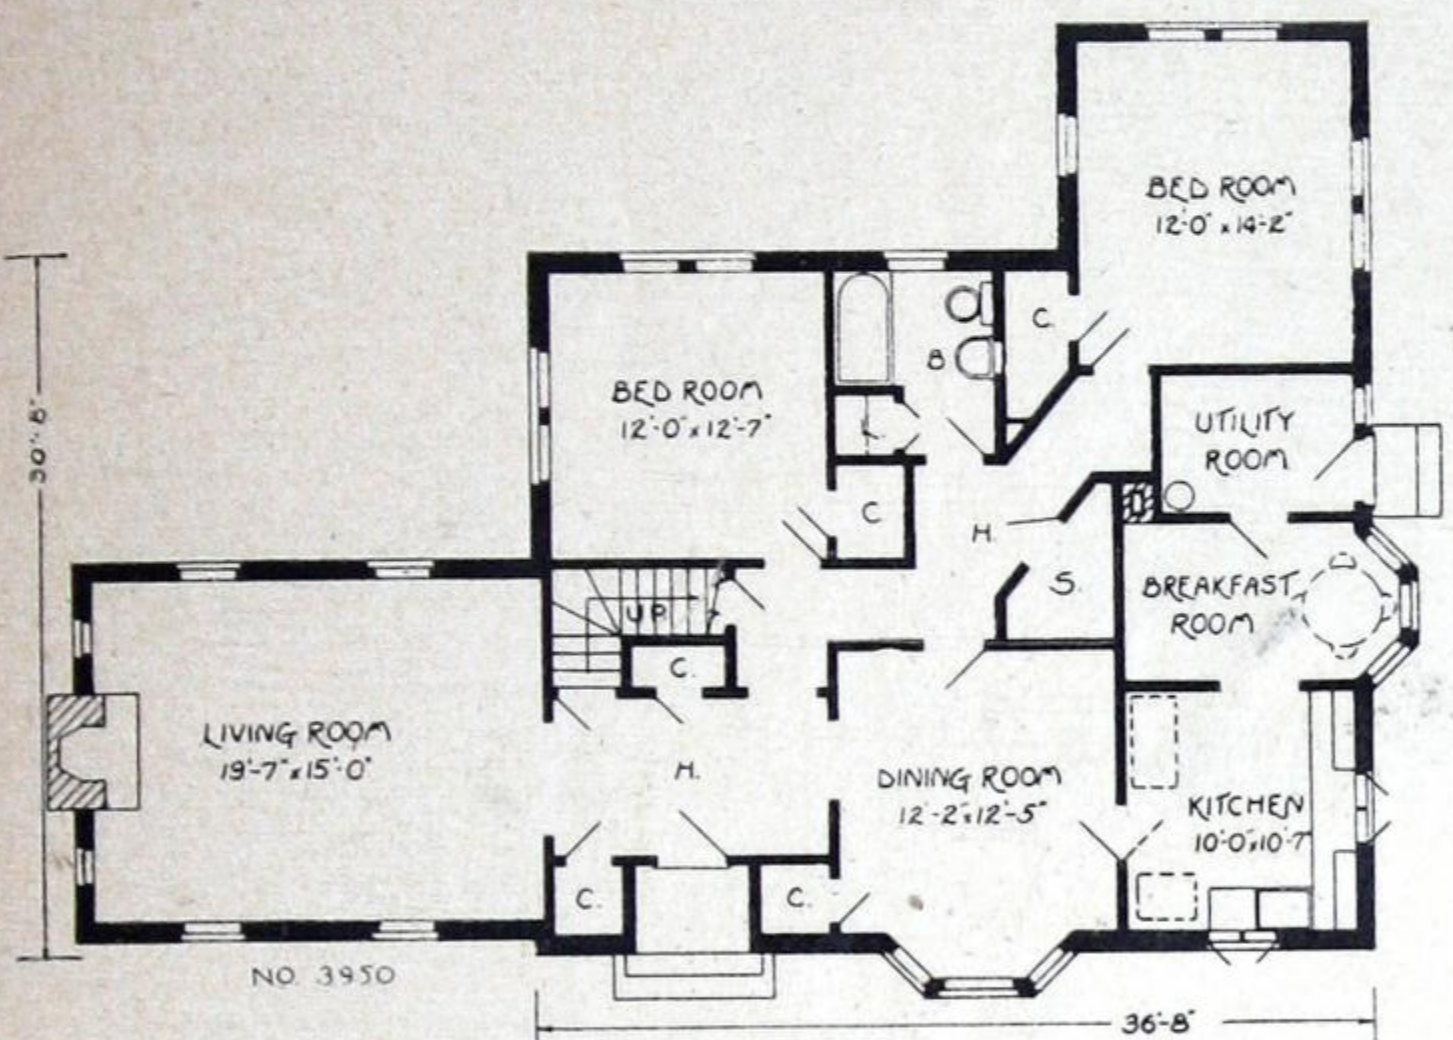 BED ROOM
12'-0" x 14'-2"
C.
B
BED ROOM
12'-0" x 12'-7"
L.
UTILITY
ROOM
30'-8"
C
H.
S.
BREAKFAST
ROOM
UP
C.
LIVING ROOM
19'-7" x 15'-0"
H.
DINING ROOM
12'-2" x 12'-5"
KITCHEN
10'-0" x 10'-7"
C.
C.
NO. 3950
36'-8"